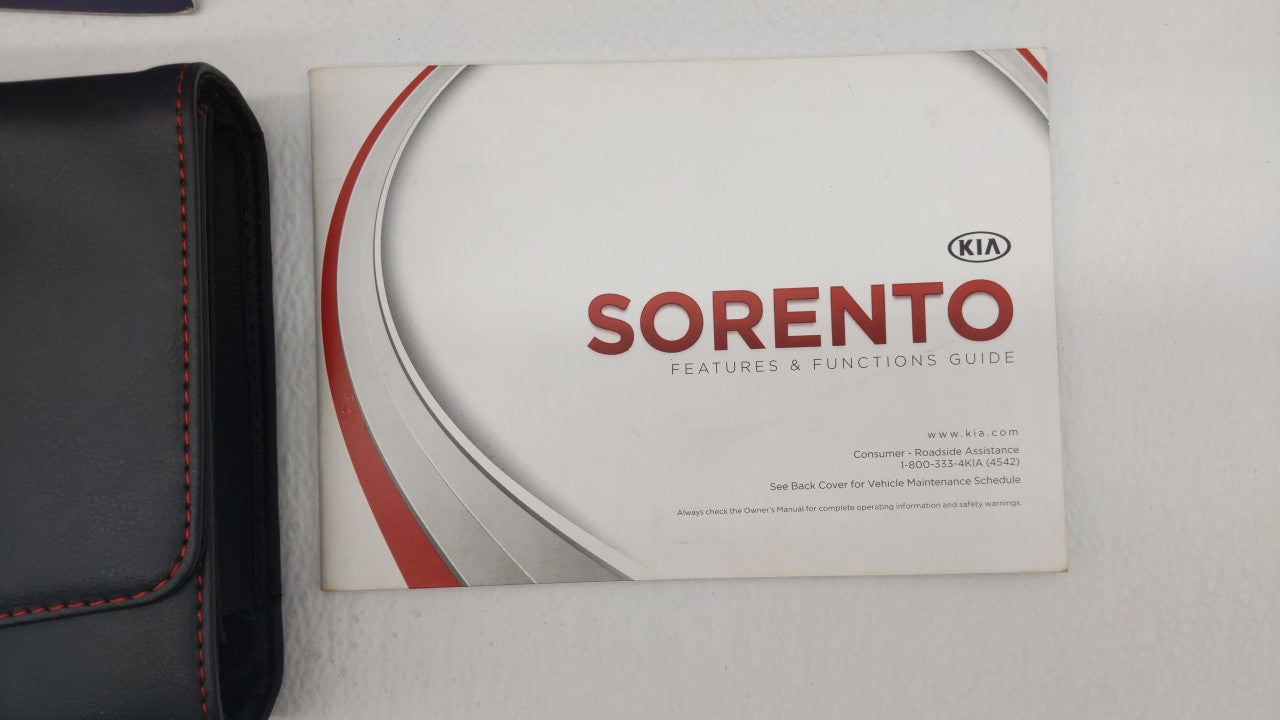 KIA
SORENTO
FEATURES & FUNCTIONS GUIDE
www.kia.com
Consumer - Roadside Assistance
1-800-333-4KIA (4542)
See Back Cover for Vehicle Maintenance Schedule
Always check the Owner's Manual for complete operating information and safety warnings.